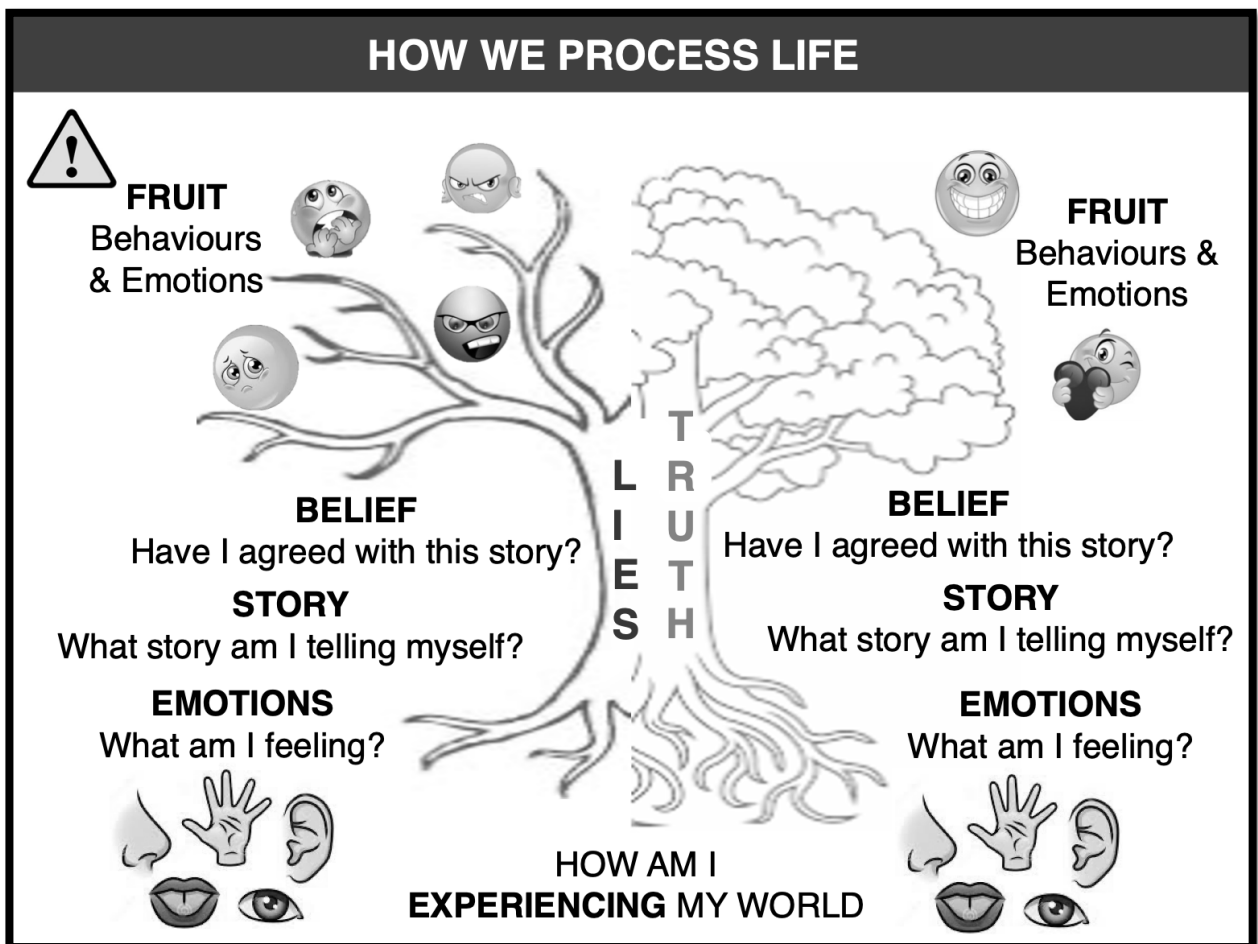 HOW WE PROCESS LIFE
!
FRUIT
Behaviours
& Emotions
FRUIT
Behaviours &
Emotions
LIES
TRUTH
BELIEF
Have I agreed with this story?
STORY
What story am I telling myself?
EMOTIONS
What am I feeling?
BELIEF
Have I agreed with this story?
STORY
What story am I telling myself?
EMOTIONS
What am I feeling?
HOW AM I
EXPERIENCING MY WORLD